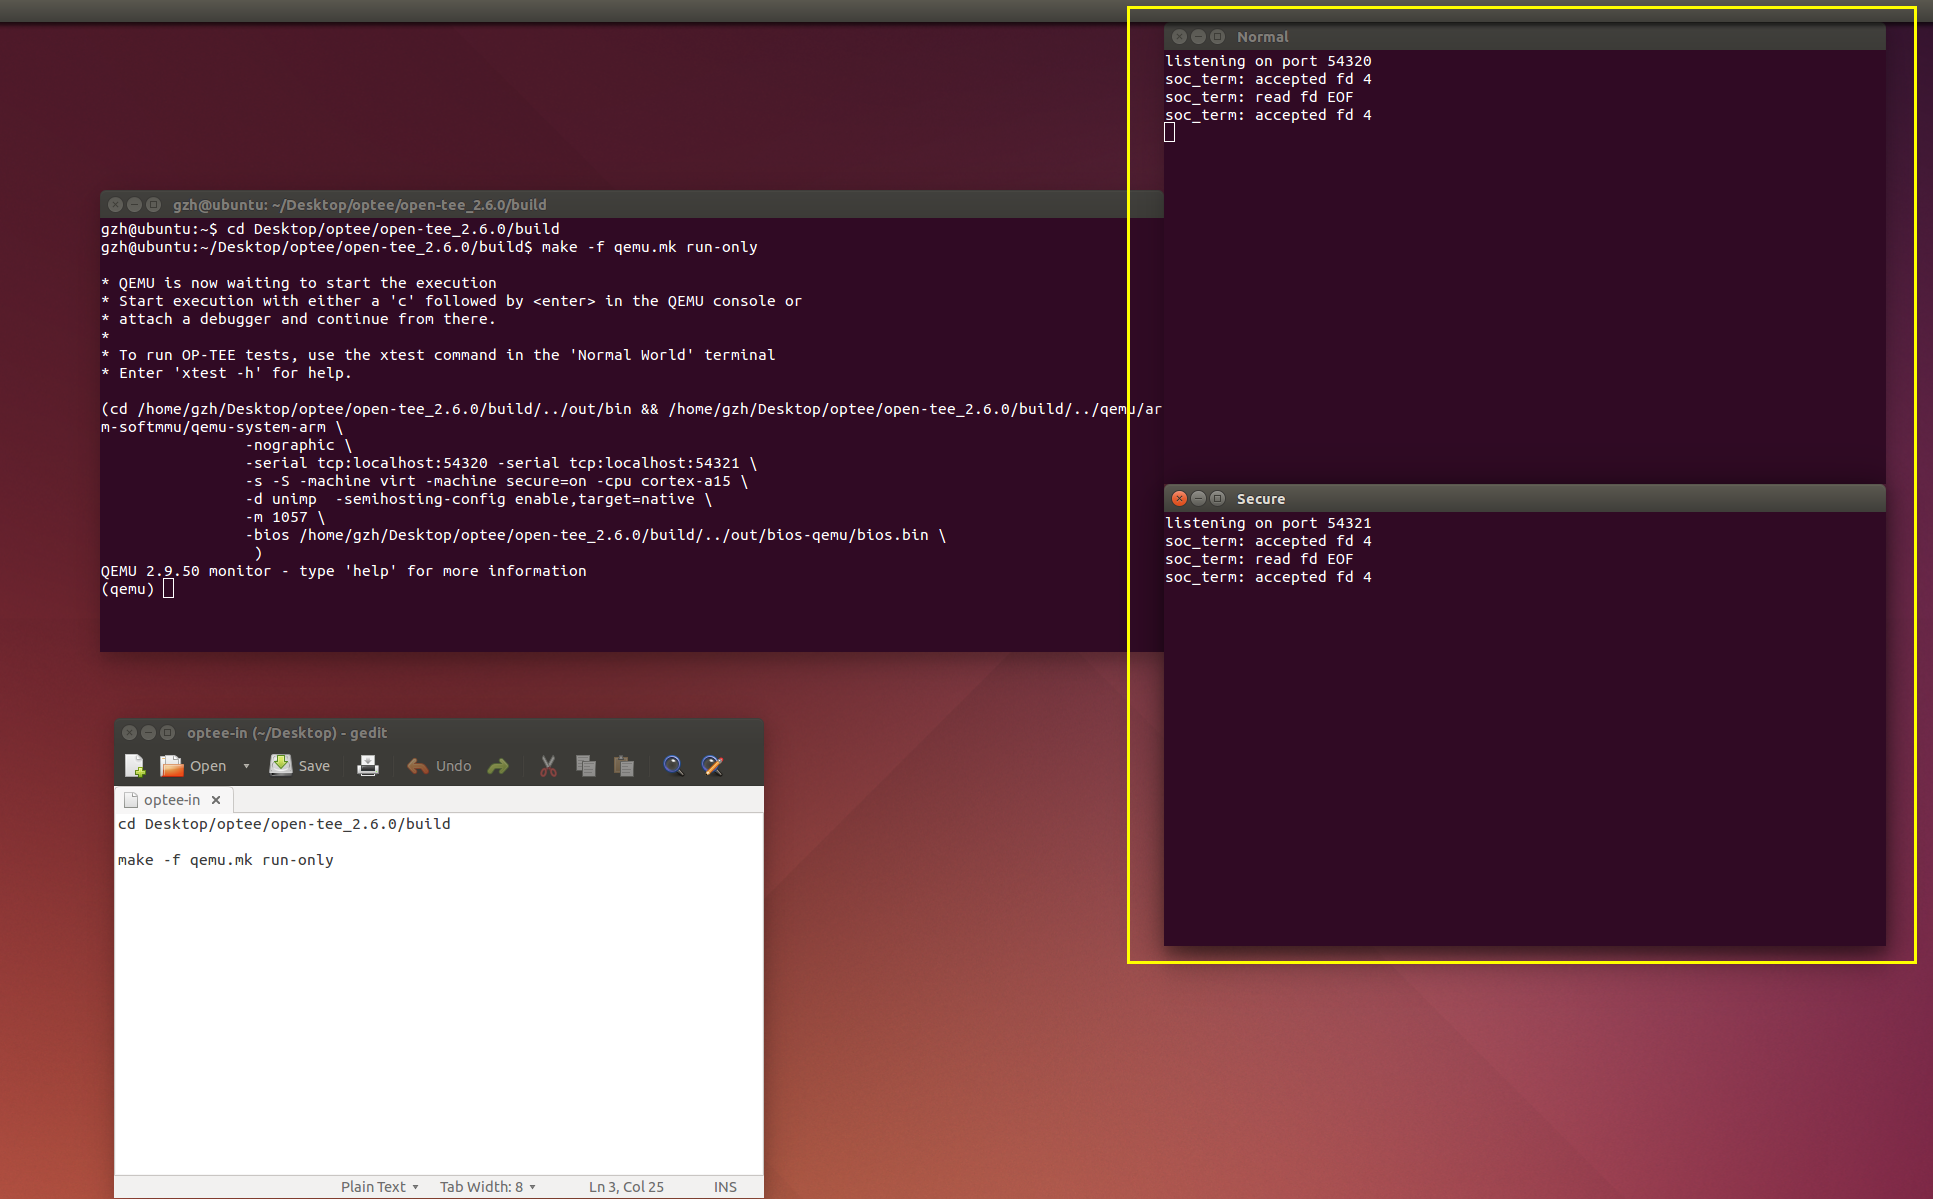 Normal
listening on port 54320
soc_term: accepted fd 4
soc_term: read fd EOF
soc_term: accepted fd 4
gzh@ubuntu: ~/Desktop/optee/open-tee_2.6.0/build
gzh@ubuntu:~$ cd Desktop/optee/open-tee_2.6.0/build
gzh@ubuntu:~/Desktop/optee/open-tee_2.6.0/build$ make -f qemu.mk run-only
* QEMU is now waiting to start the execution
* Start execution with either a 'c' followed by <enter> in the QEMU console or
* attach a debugger and continue from there.
*
* To run OP-TEE tests, use the xtest command in the 'Normal World' terminal
* Enter 'xtest -h' for help.
(cd /home/gzh/Desktop/optee/open-tee_2.6.0/build/../out/bin && /home/gzh/Desktop/optee/open-tee_2.6.0/build/../qemu/ar
m-softmmu/qemu-system-arm \
-nographic \
-serial tcp:localhost:54320 -serial tcp:localhost:54321 \
-s -S -machine virt -machine secure=on -cpu cortex-a15 \
-d unimp  -semihosting-config enable,target=native \
-m 1057 \
-bios /home/gzh/Desktop/optee/open-tee_2.6.0/build/../out/bios-qemu/bios.bin \
)
QEMU 2.9.50 monitor - type 'help' for more information
(qemu)
Secure
listening on port 54321
soc_term: accepted fd 4
soc_term: read fd EOF
soc_term: accepted fd 4
optee-in (~/Desktop) - gedit
Open Save Undo
optee-in
cd Desktop/optee/open-tee_2.6.0/build
make -f qemu.mk run-only
Plain Text Tab Width: 8 Ln 3, Col 25 INS